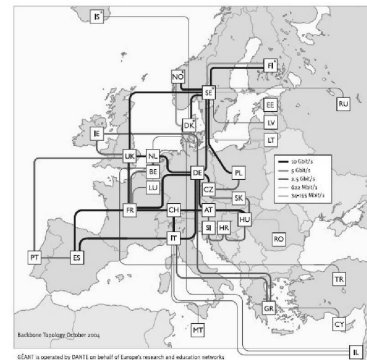 IS
NO
SE
FI
EE
RU
LV
LT
DK
IE
UK
NL
BE
DE
PL
LU
CZ
SK
FR
CH
AT
HU
SI
HR
RO
PT
ES
IT
TR
GR
MT
CY
IL
10 Gbit/s
5 Gbit/s
2.5 Gbit/s
622 Mbit/s
34-155 Mbit/s
Backbone Topology October 2004
GÉANT is operated by DANTE on behalf of Europe's research and education networks